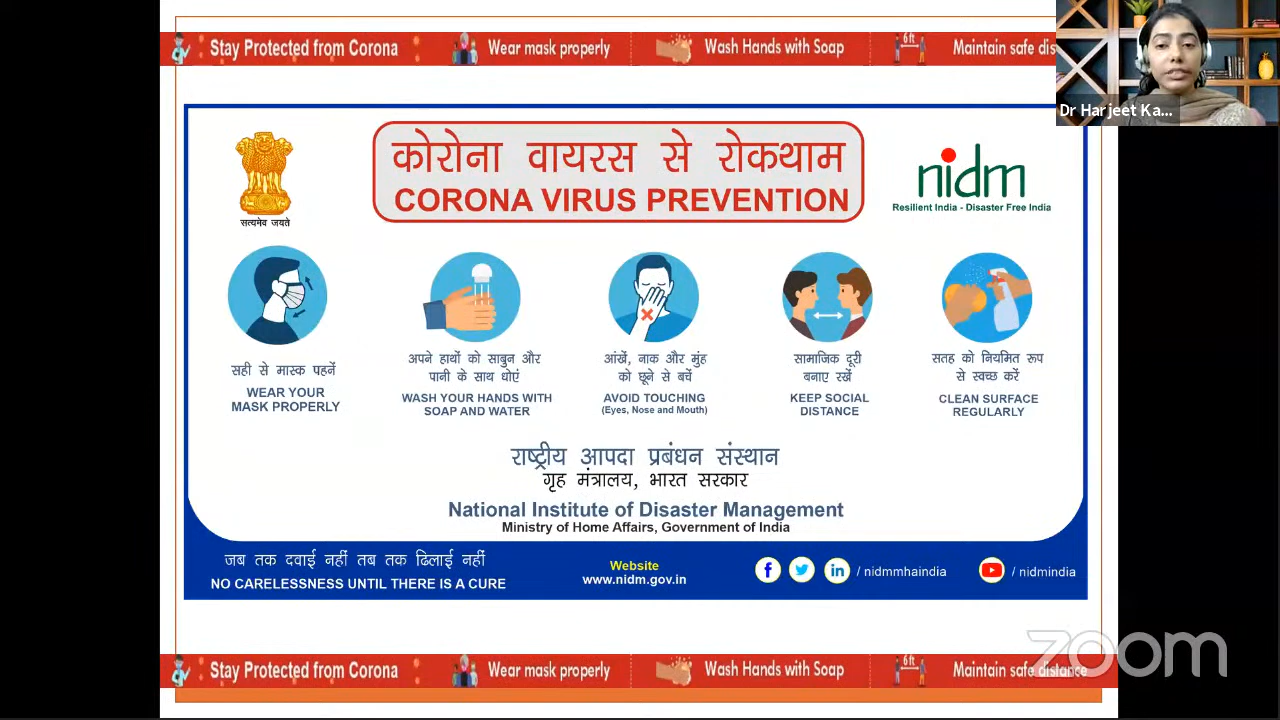 Stay Protected from Corona
Wear mask properly
Wash Hands with Soap
6 ft
Maintain safe dis
Dr Harjeet Ka...
सत्यमेव जयते
कोरोना वायरस से रोकथाम
CORONA VIRUS PREVENTION
nidm
Resilient India - Disaster Free India
सही से मास्क पहनें
WEAR YOUR
MASK PROPERLY
अपने हाथों को साबुन और
पानी के साथ धोएं
WASH YOUR HANDS WITH
SOAP AND WATER
आंखें, नाक और मुंह
को छूने से बचें
AVOID TOUCHING
(Eyes, Nose and Mouth)
सामाजिक दूरी
बनाए रखें
KEEP SOCIAL
DISTANCE
सतह को नियमित रूप
से स्वच्छ करें
CLEAN SURFACE
REGULARLY
राष्ट्रीय आपदा प्रबंधन संस्थान
गृह मंत्रालय, भारत सरकार
National Institute of Disaster Management
Ministry of Home Affairs, Government of India
जब तक दवाई नहीं तब तक ढिलाई नहीं
NO CARELESSNESS UNTIL THERE IS A CURE
Website
www.nidm.gov.in
f
in
/ nidmmhaindia
/ nidmindia
zoom
Stay Protected from Corona
Wear mask properly
Wash Hands with Soap
6 ft
Maintain safe distance